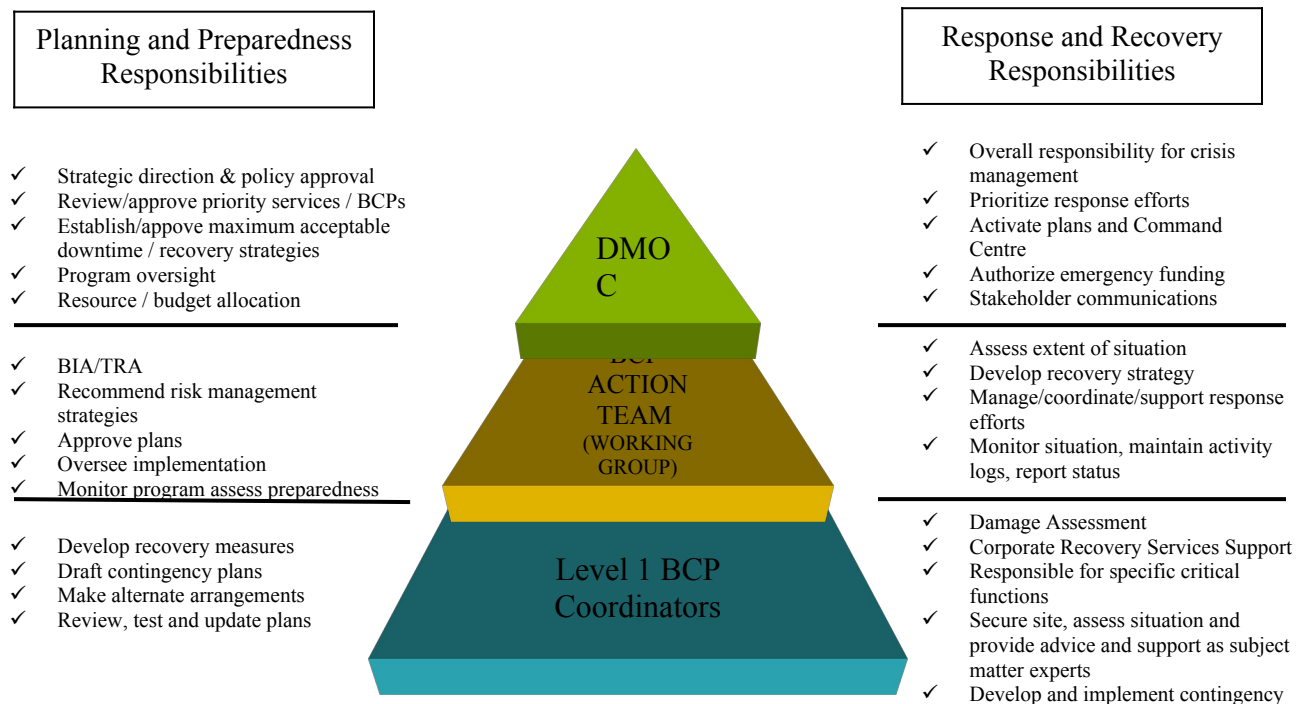 Planning and Preparedness
Responsibilities
✓ Strategic direction & policy approval
✓ Review/approve priority services / BCPs
✓ Establish/appove maximum acceptable
downtime / recovery strategies
✓ Program oversight
✓ Resource / budget allocation
✓ BIA/TRA
✓ Recommend risk management
strategies
✓ Approve plans
✓ Oversee implementation
✓ Monitor program assess preparedness
✓ Develop recovery measures
✓ Draft contingency plans
✓ Make alternate arrangements
✓ Review, test and update plans
DMO
C
BCP
ACTION
TEAM
(WORKING
GROUP)
Level 1 BCP
Coordinators
Response and Recovery
Responsibilities
✓ Overall responsibility for crisis
management
✓ Prioritize response efforts
✓ Activate plans and Command
Centre
✓ Authorize emergency funding
✓ Stakeholder communications
✓ Assess extent of situation
✓ Develop recovery strategy
✓ Manage/coordinate/support response
efforts
✓ Monitor situation, maintain activity
logs, report status
✓ Damage Assessment
✓ Corporate Recovery Services Support
✓ Responsible for specific critical
functions
✓ Secure site, assess situation and
provide advice and support as subject
matter experts
✓ Develop and implement contingency